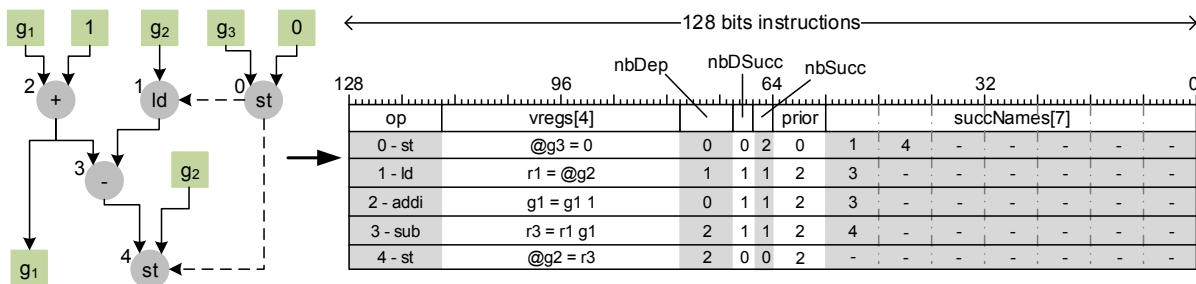 g1 1 g2 g3 0
2 + 1 ld 0 st
3 - g2
g1 4 st
128 bits instructions
nbDep nbDSucc nbSucc
128 96 64 32 0
op vregs[4] prior succNames[7]
0 - st @g3 = 0 0 0 2 0 1 4 - - - - -
1 - ld r1 = @g2 1 1 1 2 3 - - - - - -
2 - addi g1 = g1 1 0 1 1 2 3 - - - - - -
3 - sub r3 = r1 g1 2 1 1 2 4 - - - - - -
4 - st @g2 = r3 2 0 0 2 - - - - - - -